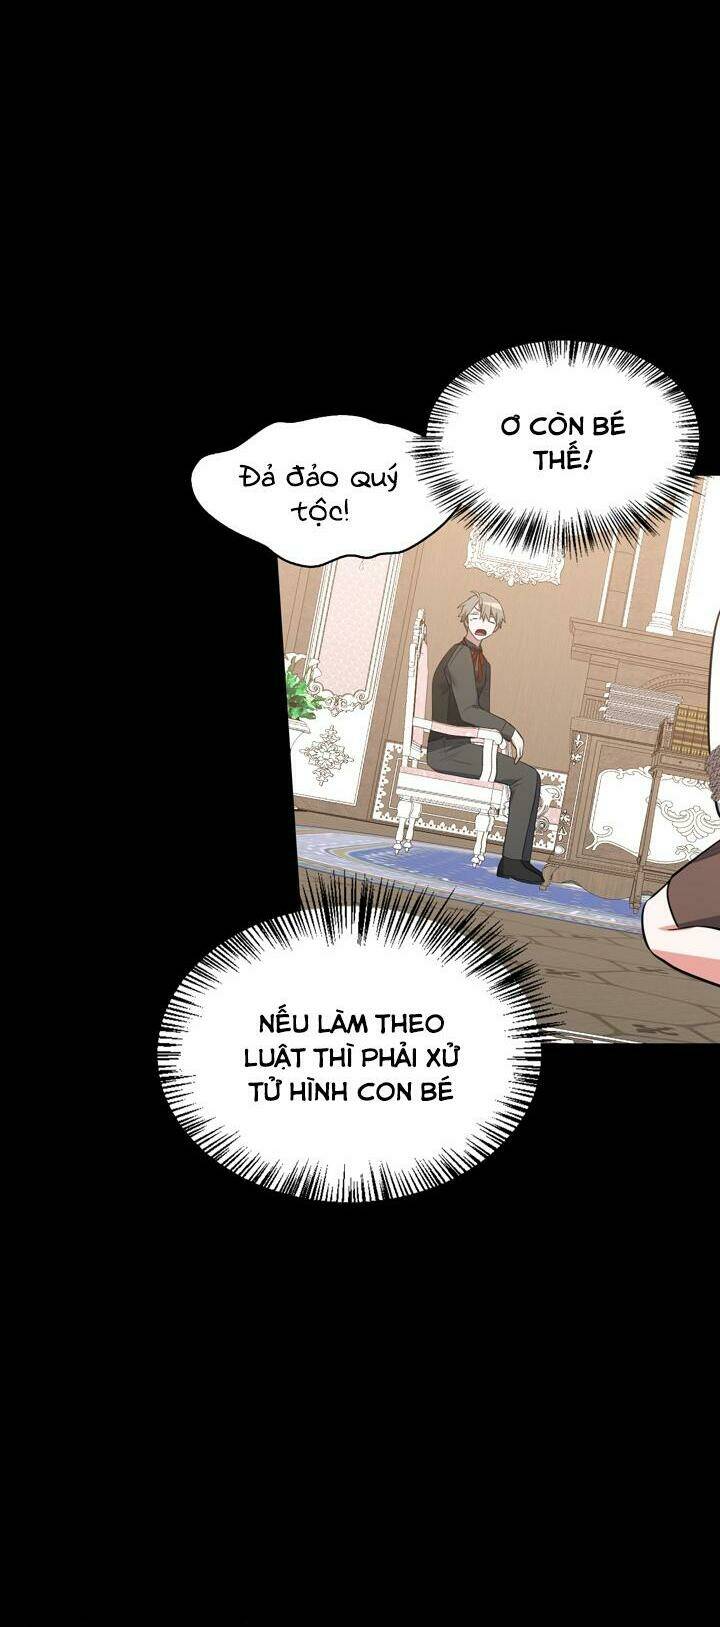 Ơ CÒN BÉ
THẾ!
Đả đảo quý
tộc!
NẾU LÀM THEO
LUẬT THÌ PHẢI XỬ
TỬ HÌNH CON BÉ